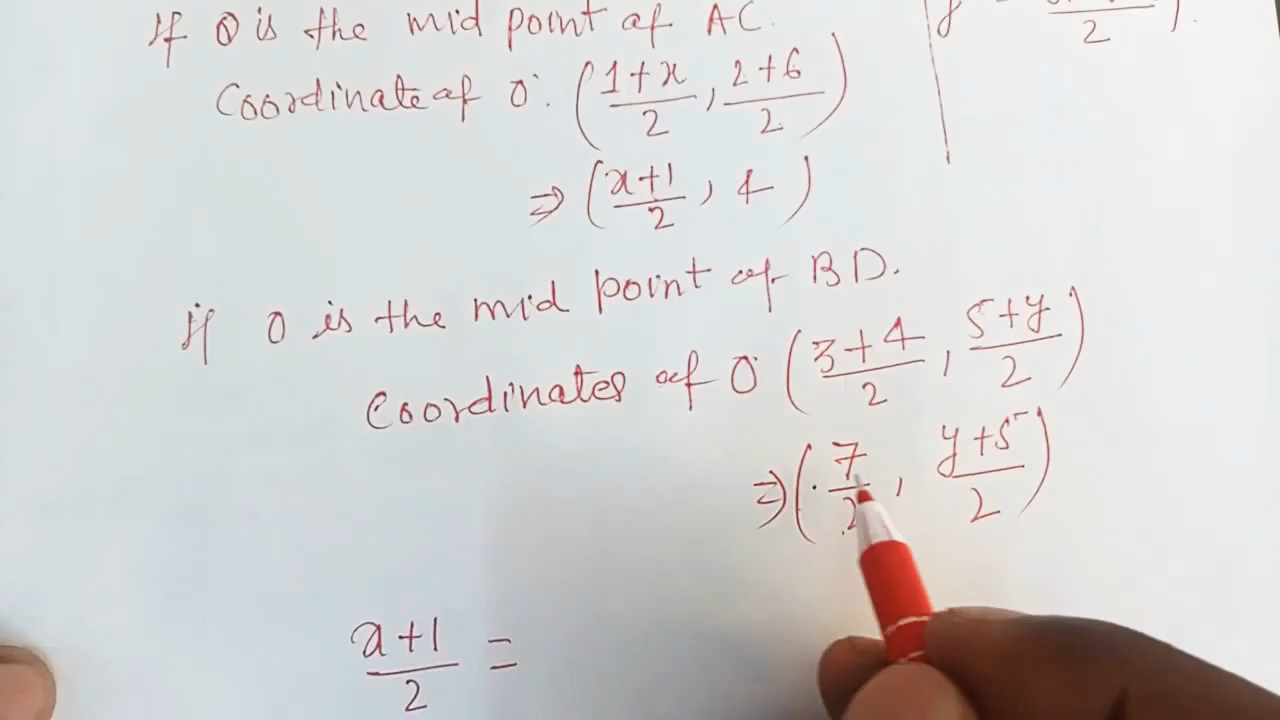 If O is the mid point of AC.
y = 2 ).
Coordinate of O. (1+x/2, 2+6/2)
⇒ (x+1/2, 4)
if O is the mid point of BD.
Coordinates of O (3+4/2, 5+y/2)
⇒ (7/2, y+5/2)
x+1/2 =